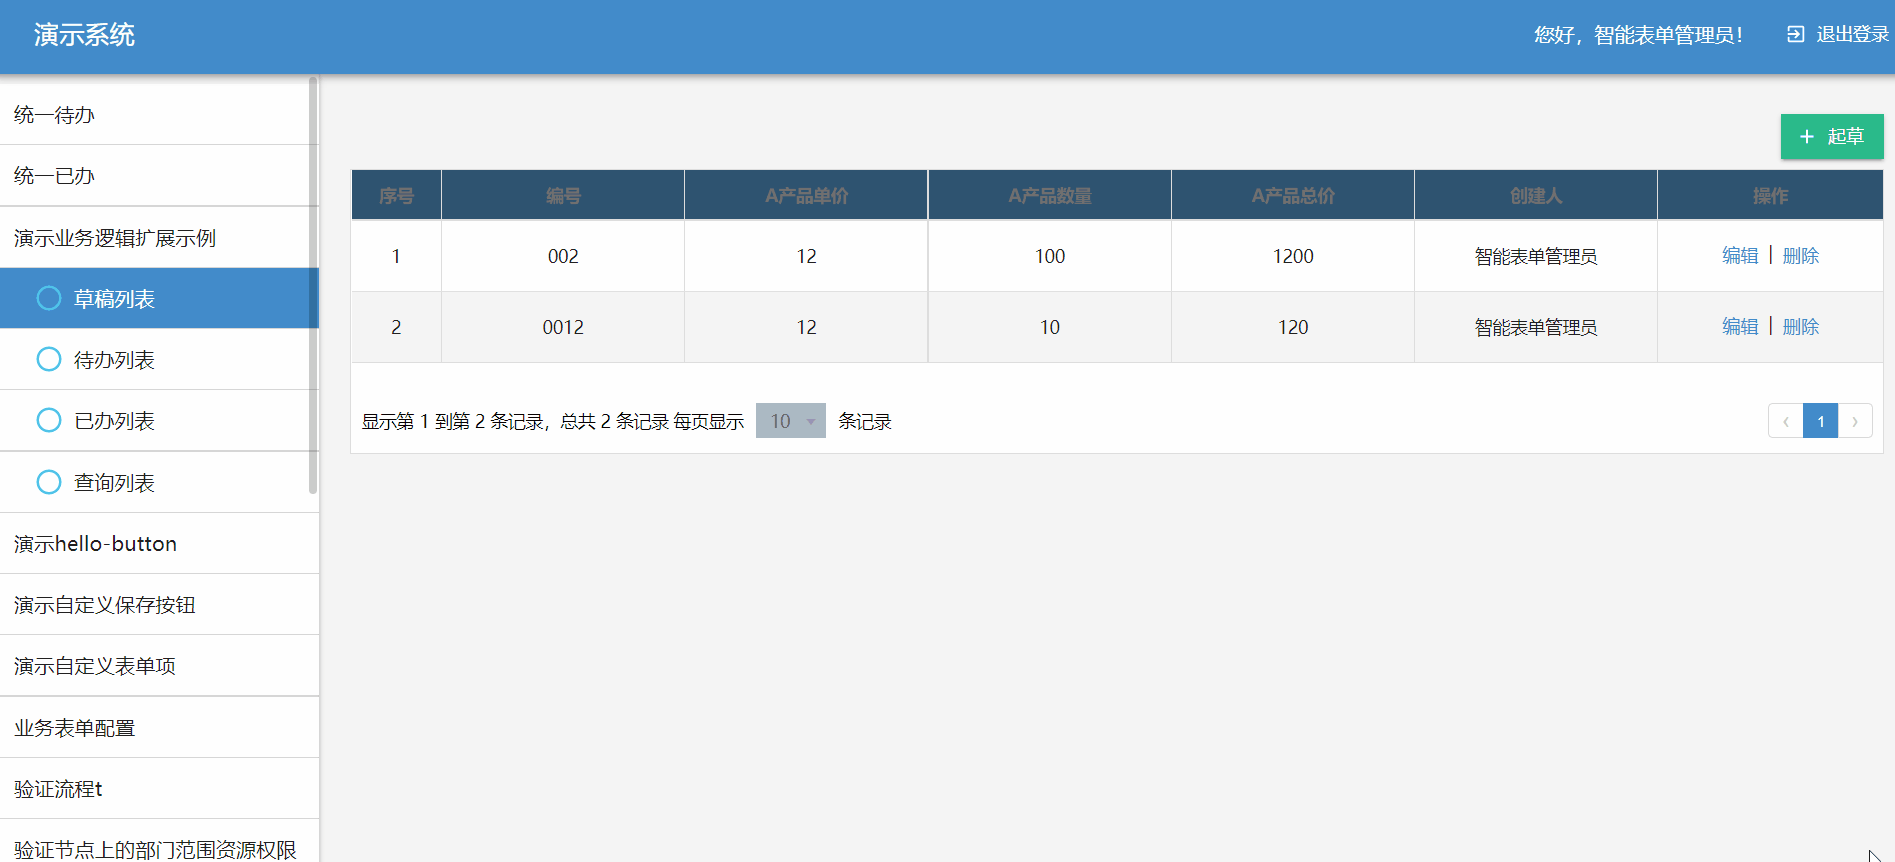 演示系统
您好，智能表单管理员！
退出登录
统一待办
统一已办
演示业务逻辑扩展示例
草稿列表
待办列表
已办列表
查询列表
演示hello-button
演示自定义保存按钮
演示自定义表单项
业务表单配置
验证流程t
验证节点上的部门范围资源权限
+ 起草
序号 编号 A产品单价 A产品数量 A产品总价 创建人 操作
1 002 12 100 1200 智能表单管理员 编辑 | 删除
2 0012 12 10 120 智能表单管理员 编辑 | 删除
显示第 1 到第 2 条记录，总共 2 条记录 每页显示 10 条记录
‹ 1 ›